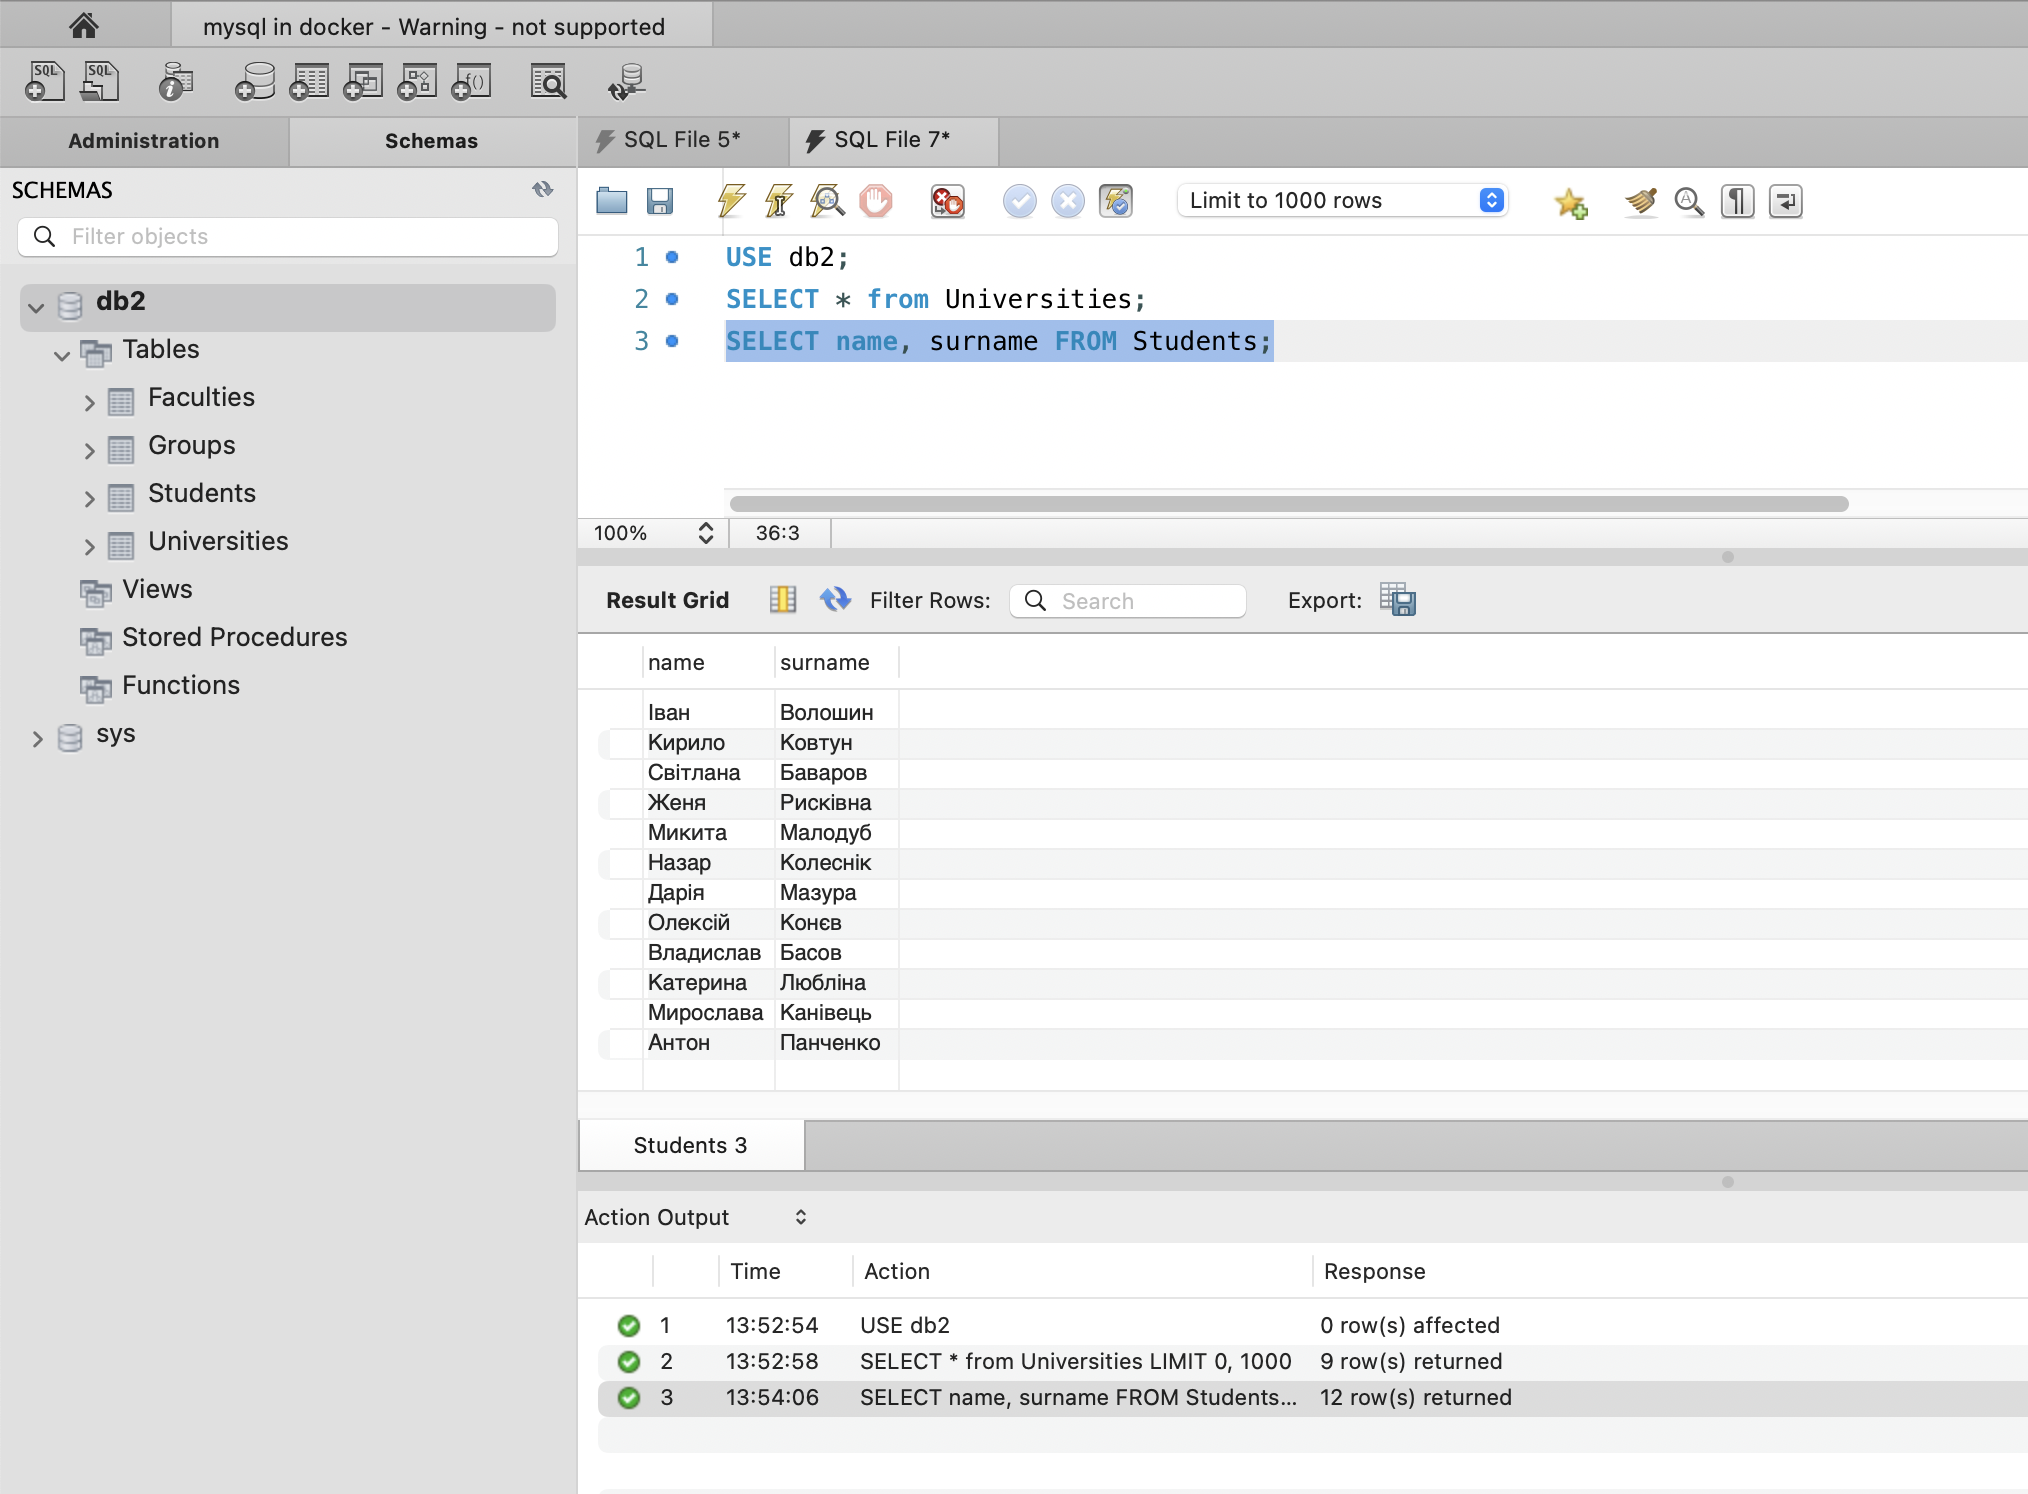 mysql in docker - Warning - not supported
SQL SQL i f()
Administration Schemas SQL File 5* SQL File 7*
SCHEMAS
Filter objects
db2
Tables
Faculties
Groups
Students
Universities
Views
Stored Procedures
Functions
sys
Limit to 1000 rows
1 USE db2;
2 SELECT * from Universities;
3 SELECT name, surname FROM Students;
100% 36:3
Result Grid Filter Rows: Search Export:
name surname
Іван Волошин
Кирило Ковтун
Світлана Баваров
Женя Рисківна
Микита Малодуб
Назар Колеснік
Дарія Мазура
Олексій Конєв
Владислав Басов
Катерина Любліна
Мирослава Канівець
Антон Панченко
Students 3
Action Output
Time Action Response
1 13:52:54 USE db2 0 row(s) affected
2 13:52:58 SELECT * from Universities LIMIT 0, 1000 9 row(s) returned
3 13:54:06 SELECT name, surname FROM Students... 12 row(s) returned